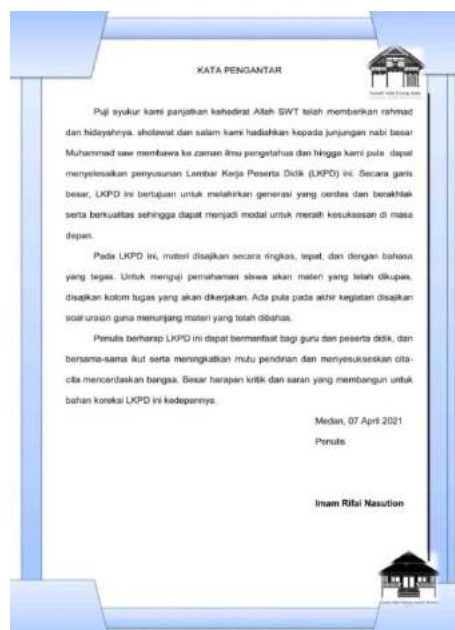 KATA PENGANTAR
Puji syukur kami panjatkan kehadirat Allah SWT telah memberikan rahmad
dan hidayahnya. sholawat dan salam kami hadiahkan kepada junjungan nabi besar
Muhammad saw membawa ke zaman ilmu pengetahua dan hingga kami pula dapat
menyelesaikan penyusunan Lembar Kerja Peserta Didik (LKPD) ini. Secara garis
besar, LKPD ini bertujuan untuk melahirkan generasi yang cerdas dan berakhlak
serta berkualitas sehingga dapat menjadi modal untuk meraih kesuksesan di masa
depan.
Pada LKPD ini, materi disajikan secara ringkas, tepat, dan dengan bahasa
yang tegas. Untuk menguji pemahaman siswa akan materi yang telah dikupas,
disajikan kolom tugas yang akan dikerjakan. Ada pula pada akhir kegiatan disajikan
soal uraian guna menunjang materi yang telah dibahas.
Penulis berharap LKPD ini dapat bermanfaat bagi guru dan peserta didik, dan
bersama-sama ikut serta meningkatkan mutu pendinan dan menyesukseskan cita-
cita mencerdaskan bangsa. Besar harapan kritik dan saran yang membangun untuk
bahan koreksi LKPD ini kedepannya.
Medan, 07 April 2021
Penulis
Imam Rifai Nasution